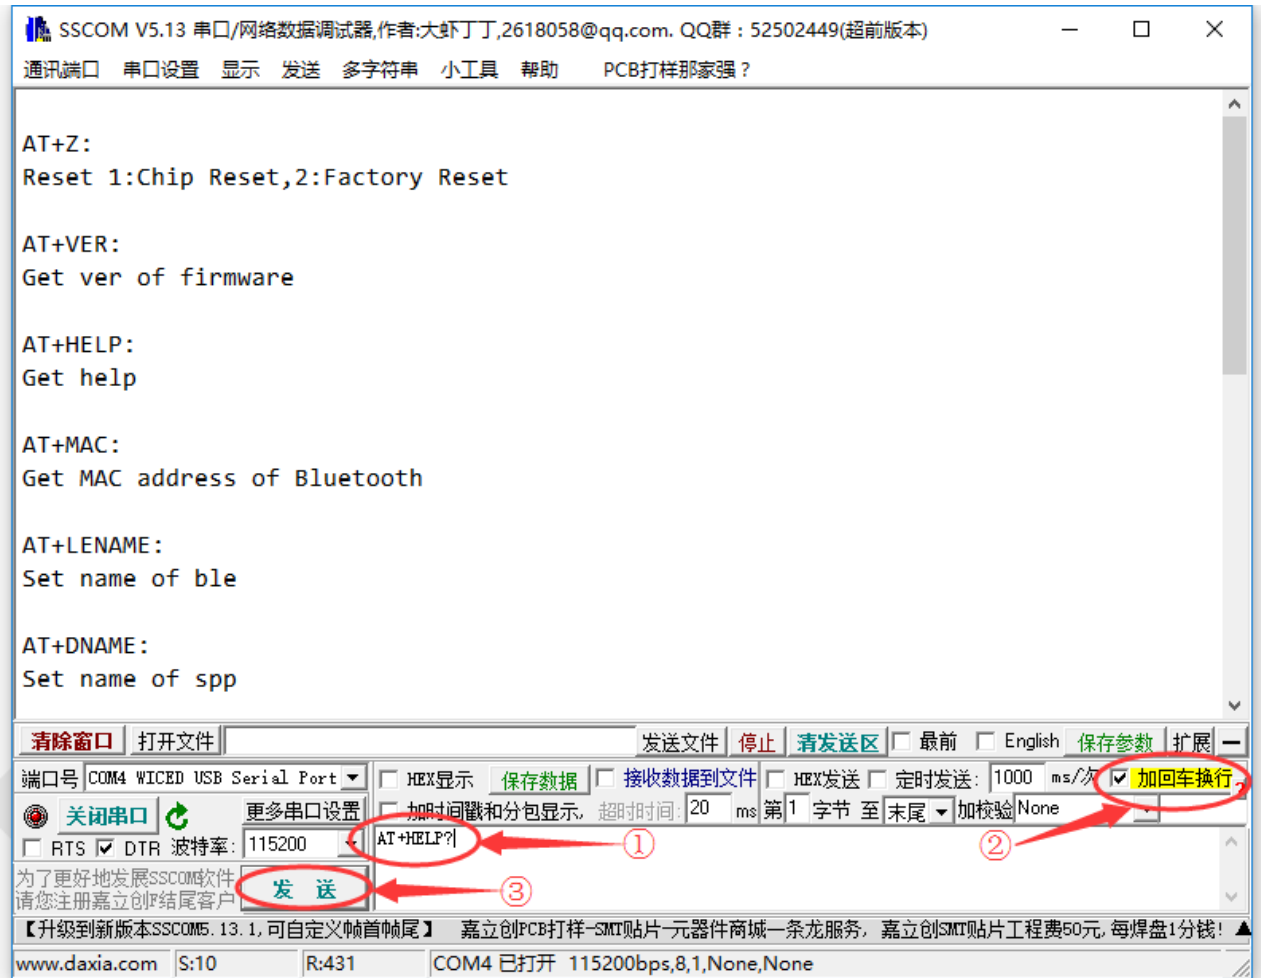 SSCOM V5.13 串口/网络数据调试器,作者:大虾丁丁,2618058@qq.com. QQ群：52502449(超前版本)
通讯端口 串口设置 显示 发送 多字符串 小工具 帮助 PCB打样那家强？
AT+Z:
Reset 1:Chip Reset,2:Factory Reset
AT+VER:
Get ver of firmware
AT+HELP:
Get help
AT+MAC:
Get MAC address of Bluetooth
AT+LENAME:
Set name of ble
AT+DNAME:
Set name of spp
清除窗口 打开文件 发送文件 停止 清发送区 最前 English 保存参数 扩展 —
端口号 COM4 WICED USB Serial Port HEX显示 保存数据 接收数据到文件 HEX发送 定时发送: 1000 ms/次 加回车换行 ?
关闭串口 更多串口设置 加时间戳和分包显示, 超时时间: 20 ms 第1 字节 至 末尾 加校验 None
RTS DTR 波特率: 115200 AT+HELP? ① ②
为了更好地发展SSCOM软件
请您注册嘉立创F结尾客户 发 送 ③
【升级到新版本SSCOM5.13.1,可自定义帧首帧尾】 嘉立创PCB打样-SMT贴片-元器件商城一条龙服务, 嘉立创SMT贴片工程费50元,每焊盘1分钱! ▲
www.daxia.com S:10 R:431 COM4 已打开 115200bps,8,1,None,None